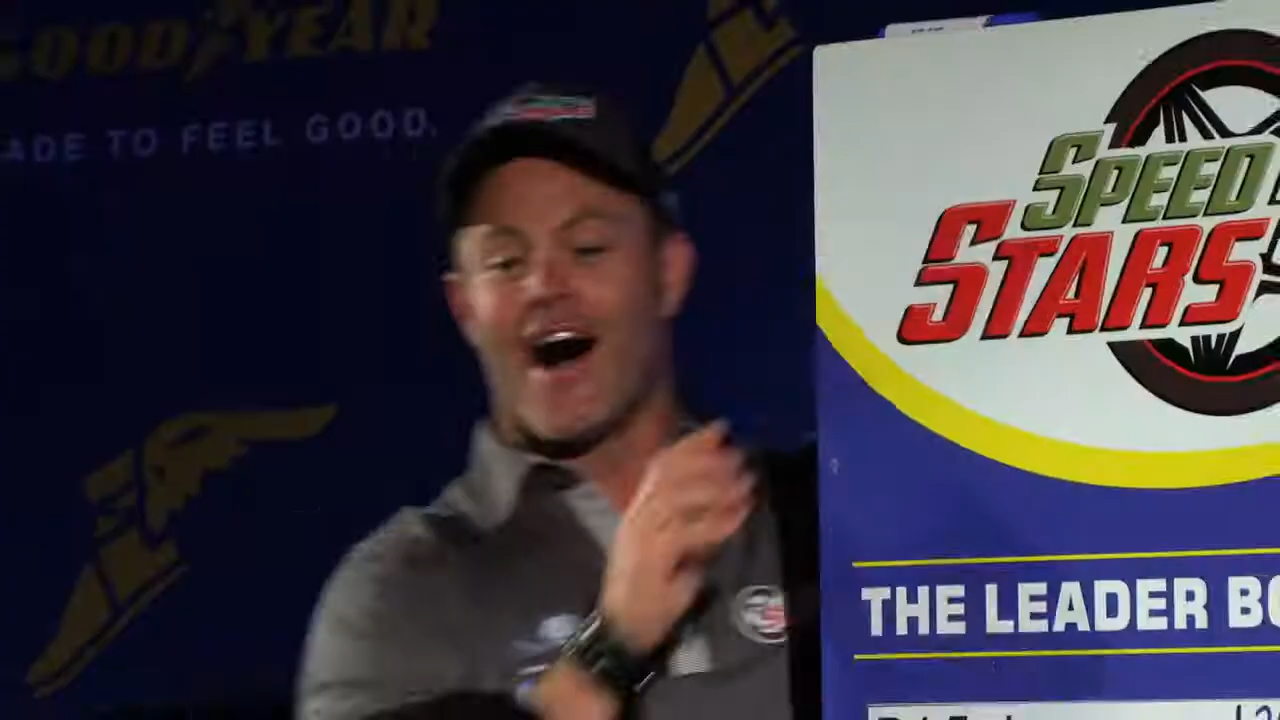 GOODYEAR
ADE TO FEEL GOOD.
SPEED
STARS
THE LEADER BO